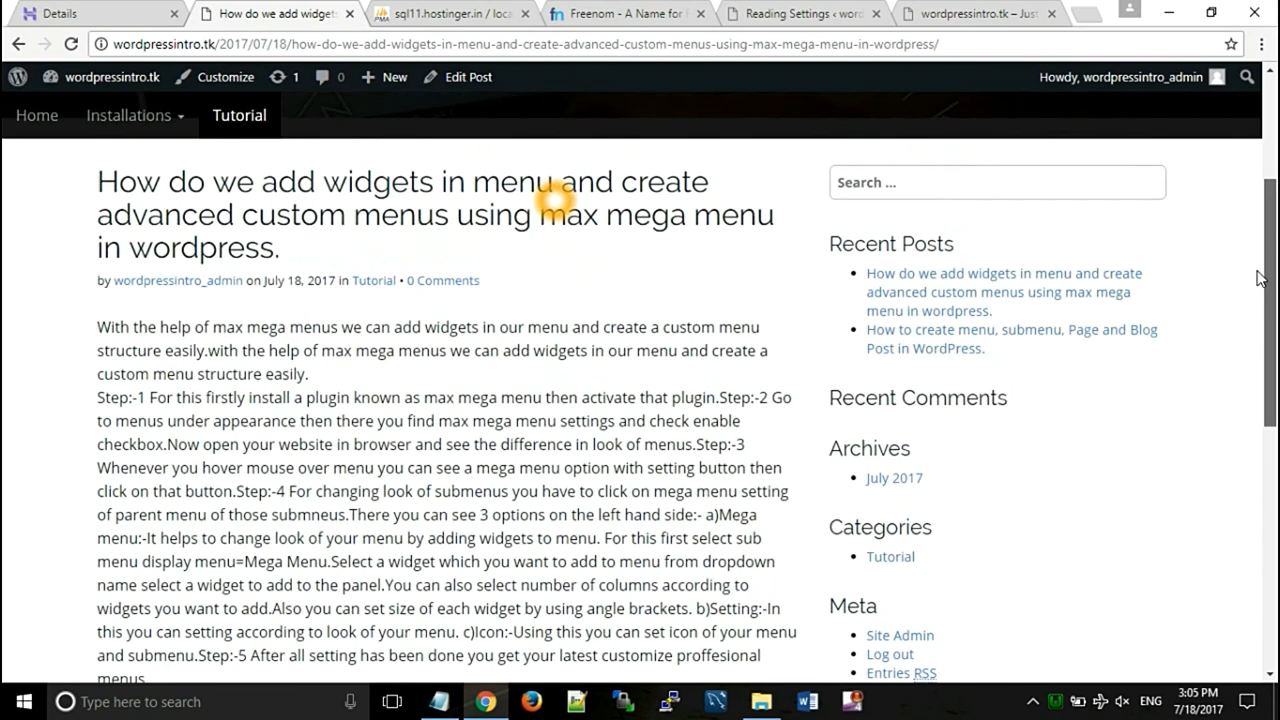 Details
How do we add widget
sql11.hostinger.in / loca
Freenom - A Name for
Reading Settings ‹ word
wordpressintro.tk – Just
wordpressintro.tk/2017/07/18/how-do-we-add-widgets-in-menu-and-create-advanced-custom-menus-using-max-mega-menu-in-wordpress/
wordpressintro.tk Customize 1 0 New Edit Post Howdy, wordpressintro_admin
Home Installations Tutorial
How do we add widgets in menu and create
advanced custom menus using max mega menu
in wordpress.
by wordpressintro_admin on July 18, 2017 in Tutorial • 0 Comments
With the help of max mega menus we can add widgets in our menu and create a custom menu
structure easily.with the help of max mega menus we can add widgets in our menu and create a
custom menu structure easily.
Step:-1 For this firstly install a plugin known as max mega menu then activate that plugin.Step:-2 Go
to menus under appearance then there you find max mega menu settings and check enable
checkbox.Now open your website in browser and see the difference in look of menus.Step:-3
Whenever you hover mouse over menu you can see a mega menu option with setting button then
click on that button.Step:-4 For changing look of submenus you have to click on mega menu setting
of parent menu of those submneus.There you can see 3 options on the left hand side:- a)Mega
menu:-It helps to change look of your menu by adding widgets to menu. For this first select sub
menu display menu=Mega Menu.Select a widget which you want to add to menu from dropdown
name select a widget to add to the panel.You can also select number of columns according to
widgets you want to add.Also you can set size of each widget by using angle brackets. b)Setting:-In
this you can setting according to look of your menu. c)Icon:-Using this you can set icon of your menu
and submenu.Step:-5 After all setting has been done you get your latest customize proffesional
menus.
Search ...
Recent Posts
How do we add widgets in menu and create
advanced custom menus using max mega
menu in wordpress.
How to create menu, submenu, Page and Blog
Post in WordPress.
Recent Comments
Archives
July 2017
Categories
Tutorial
Meta
Site Admin
Log out
Entries RSS
Type here to search
ENG
3:05 PM
7/18/2017